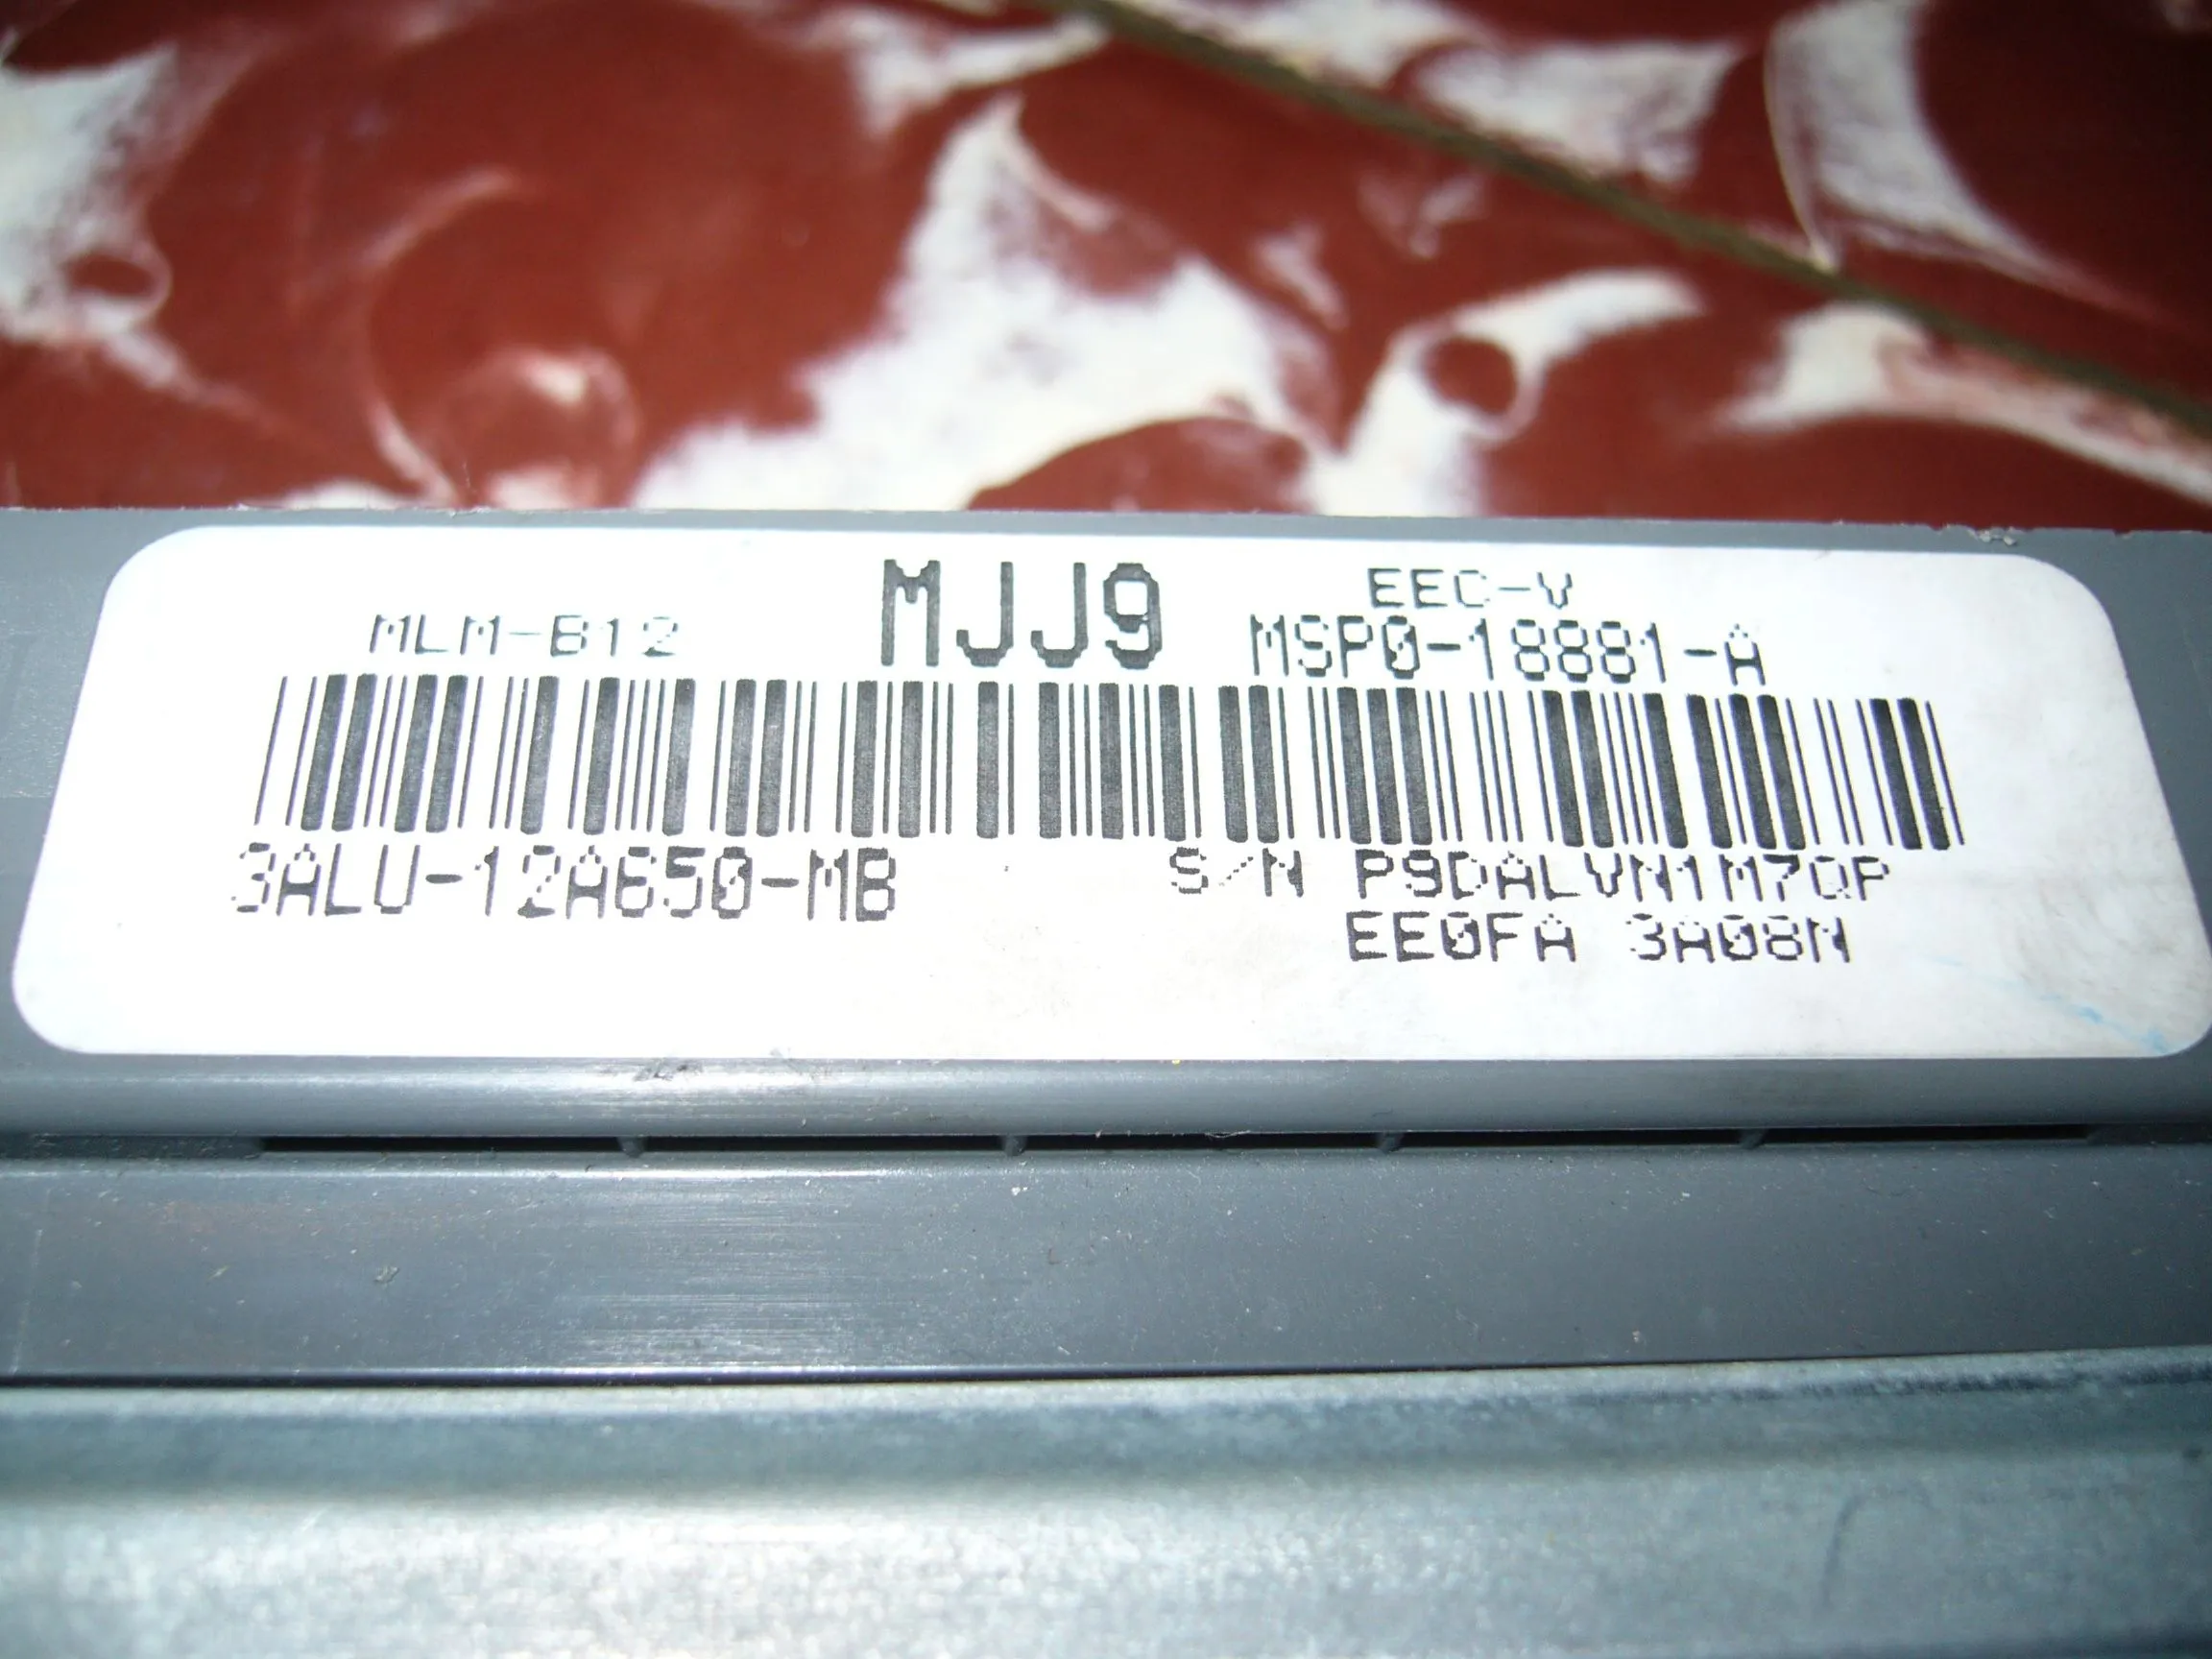 MJJ9
EEC-V
MLM-B12
MSP0-18881-A
3ALU-12A650-MB
S/N P9DALVN1M7QP
EE0FA 3A08N